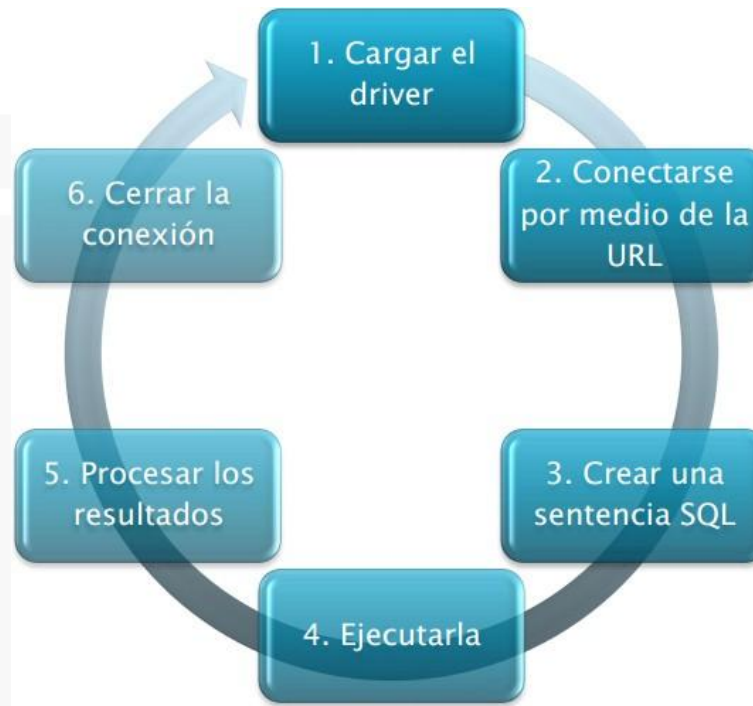 1. Cargar el
driver
2. Conectarse
por medio de la
URL
3. Crear una
sentencia SQL
4. Ejecutarla
5. Procesar los
resultados
6. Cerrar la
conexión